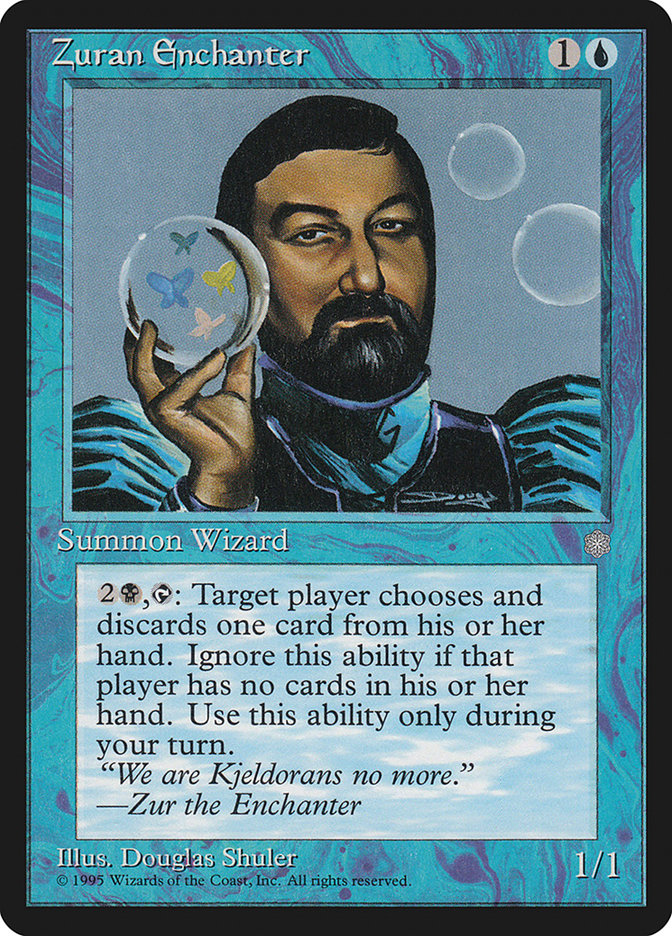 Zuran Enchanter 1
Doug
Summon Wizard
2, : Target player chooses and
discards one card from his or her
hand. Ignore this ability if that
player has no cards in his or her
hand. Use this ability only during
your turn.
“We are Kjeldorans no more.”
—Zur the Enchanter
Illus. Douglas Shuler
1/1
© 1995 Wizards of the Coast, Inc. All rights reserved.